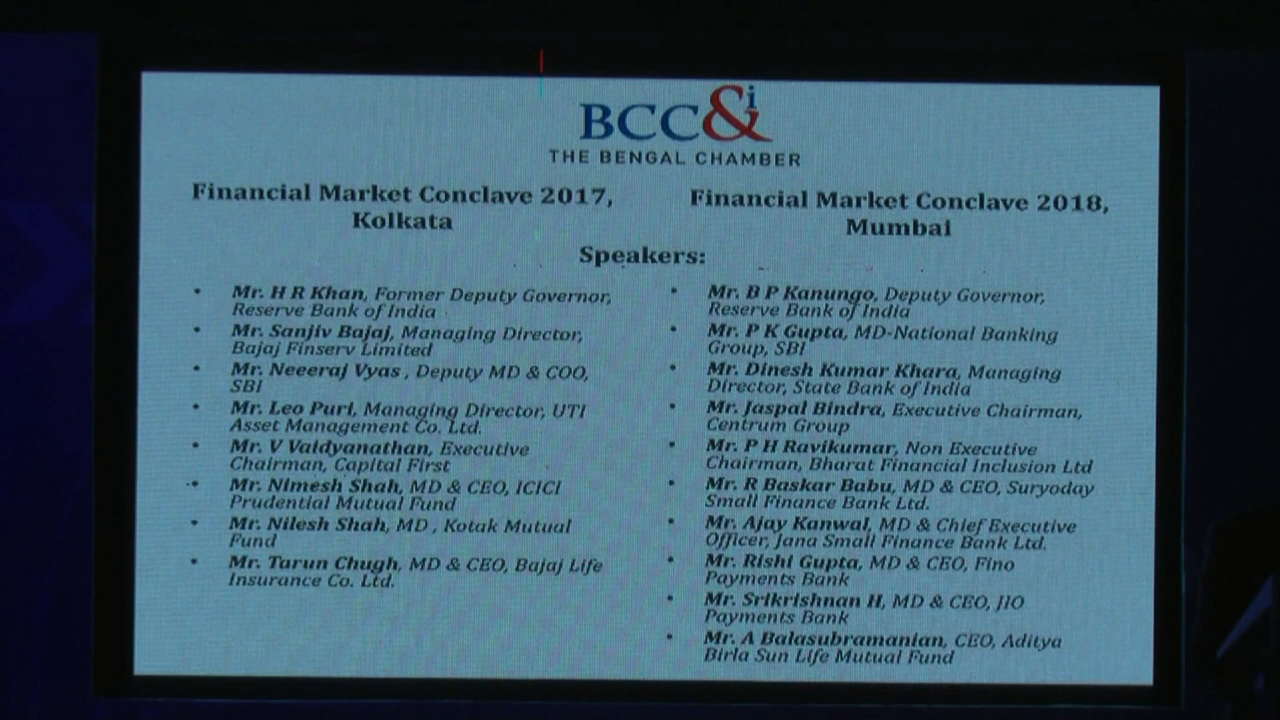 BCC&i
THE BENGAL CHAMBER
Financial Market Conclave 2017,
Kolkata
Financial Market Conclave 2018,
Mumbai
Speakers:
• Mr. H R Khan, Former Deputy Governor,
Reserve Bank of India
• Mr. Sanjiv Bajaj, Managing Director,
Bajaj Finserv Limited
• Mr. Neeeraj Vyas , Deputy MD & COO,
SBI
• Mr. Leo Puri, Managing Director, UTI
Asset Management Co. Ltd.
• Mr. V Vaidyanathan, Executive
Chairman, Capital First
• Mr. Nimesh Shah, MD & CEO, ICICI
Prudential Mutual Fund
• Mr. Nilesh Shah, MD , Kotak Mutual
Fund
• Mr. Tarun Chugh, MD & CEO, Bajaj Life
Insurance Co. Ltd.
• Mr. B P Kanungo, Deputy Governor,
Reserve Bank of India
• Mr. P K Gupta, MD-National Banking
Group, SBI
• Mr. Dinesh Kumar Khara, Managing
Director, State Bank of India
• Mr. Jaspal Bindra, Executive Chairman,
Centrum Group
• Mr. P H Ravikumar, Non Executive
Chairman, Bharat Financial Inclusion Ltd
• Mr. R Baskar Babu, MD & CEO, Suryoday
Small Finance Bank Ltd.
• Mr. Ajay Kanwal, MD & Chief Executive
Officer, Jana Small Finance Bank Ltd.
• Mr. Rishi Gupta, MD & CEO, Fino
Payments Bank
• Mr. Srikrishnan H, MD & CEO, JIO
Payments Bank
• Mr. A Balasubramanian, CEO, Aditya
Birla Sun Life Mutual Fund